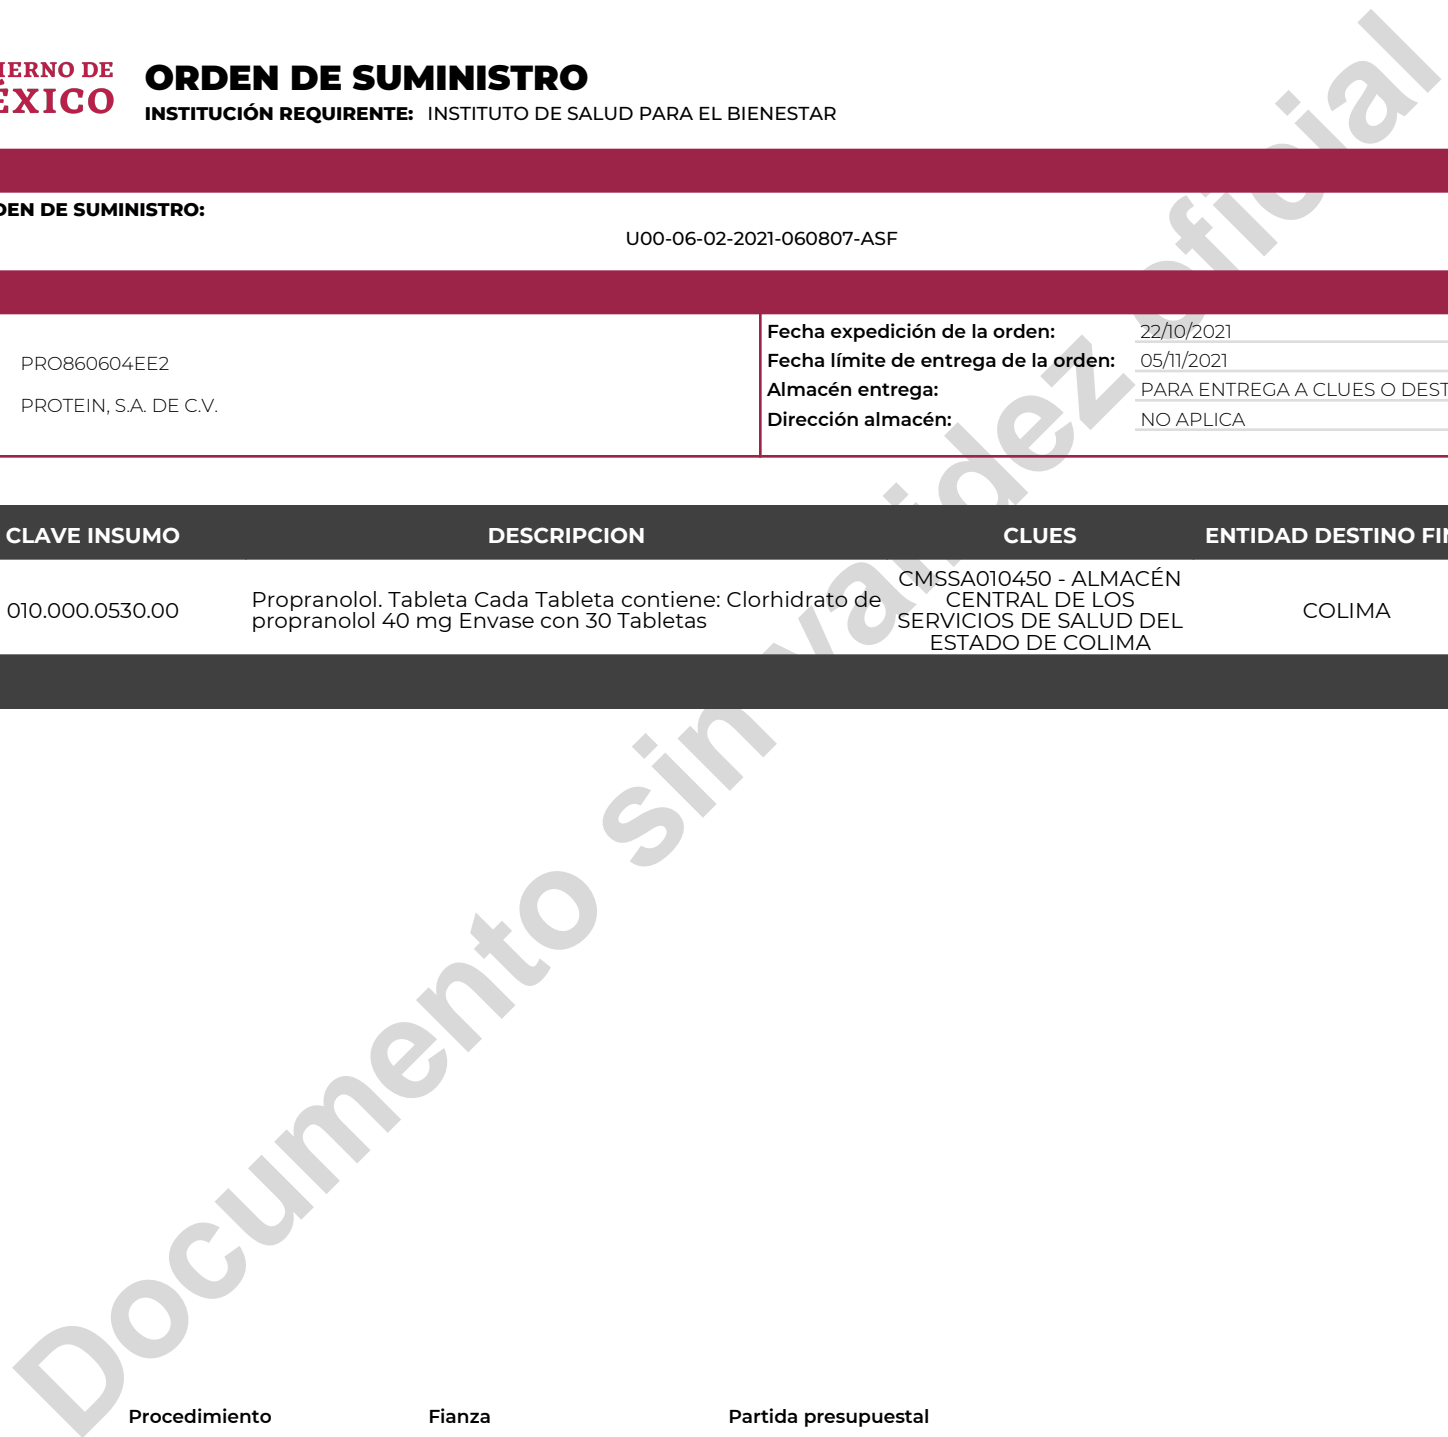 IERNO DE
ÉXICO
ORDEN DE SUMINISTRO
INSTITUCIÓN REQUIRENTE: INSTITUTO DE SALUD PARA EL BIENESTAR
DEN DE SUMINISTRO:
U00-06-02-2021-060807-ASF
PRO860604EE2
PROTEIN, S.A. DE C.V.
Fecha expedición de la orden: 22/10/2021
Fecha límite de entrega de la orden: 05/11/2021
Almacén entrega: PARA ENTREGA A CLUES O DEST
Dirección almacén: NO APLICA
CLAVE INSUMO DESCRIPCION CLUES ENTIDAD DESTINO FIN
010.000.0530.00
Propranolol. Tableta Cada Tableta contiene: Clorhidrato de
propranolol 40 mg Envase con 30 Tabletas
CMSSA010450 - ALMACÉN
CENTRAL DE LOS
SERVICIOS DE SALUD DEL
ESTADO DE COLIMA
COLIMA
Documento sin validez oficial
Procedimiento Fianza Partida presupuestal